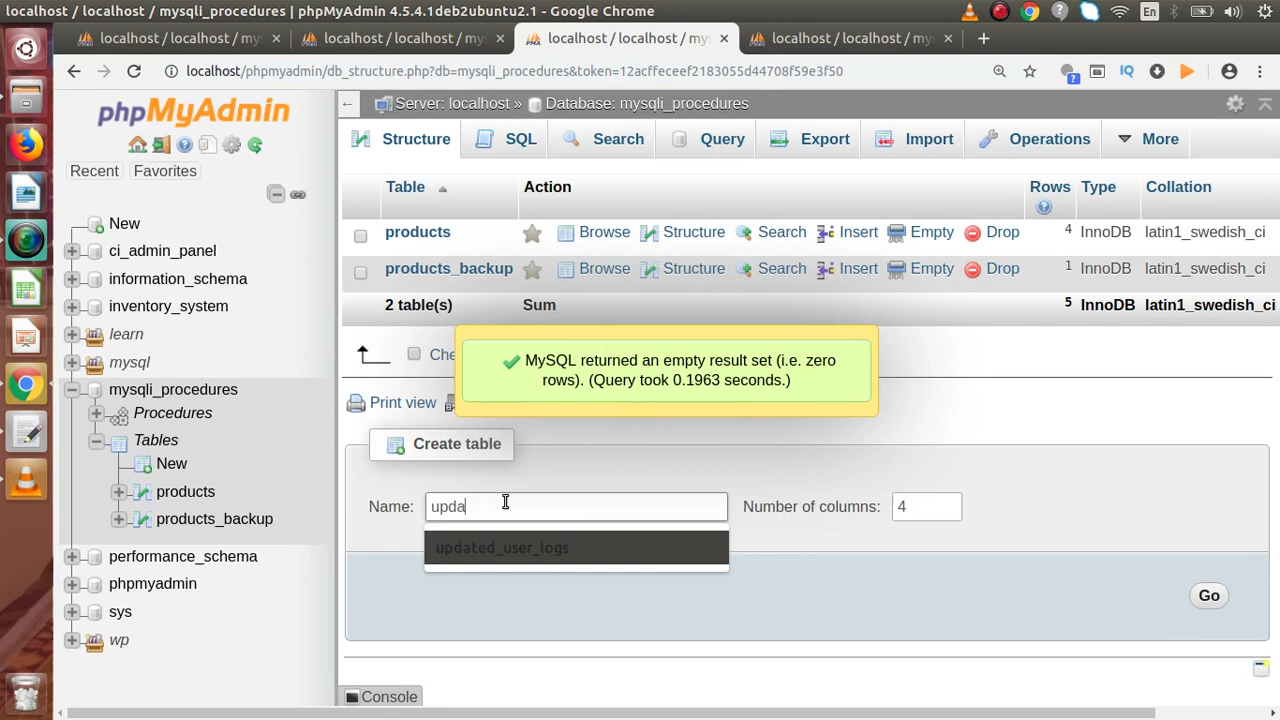 localhost / localhost / mysqli_procedures | phpMyAdmin 4.5.4.1deb2ubuntu2.1 - Google Chrome
En
localhost / localhost / my
localhost / localhost / my
localhost / localhost / my
localhost / localhost / my
localhost/phpmyadmin/db_structure.php?db=mysqli_procedures&token=12acffeceef2183055d44708f59e3f50
IQ
phpMyAdmin
Recent
Favorites
New
ci_admin_panel
information_schema
inventory_system
learn
mysql
mysqli_procedures
Procedures
Tables
New
products
products_backup
performance_schema
phpmyadmin
sys
wp
Server: localhost » Database: mysqli_procedures
Structure SQL Search Query Export Import Operations More
Table Action Rows Type Collation
products Browse Structure Search Insert Empty Drop 4 InnoDB latin1_swedish_ci
products_backup Browse Structure Search Insert Empty Drop 1 InnoDB latin1_swedish_ci
2 table(s) Sum 5 InnoDB latin1_swedish_ci
Che
MySQL returned an empty result set (i.e. zero
rows). (Query took 0.1963 seconds.)
Print view
Create table
Name: upda Number of columns: 4
updated_user_logs
Go
Console